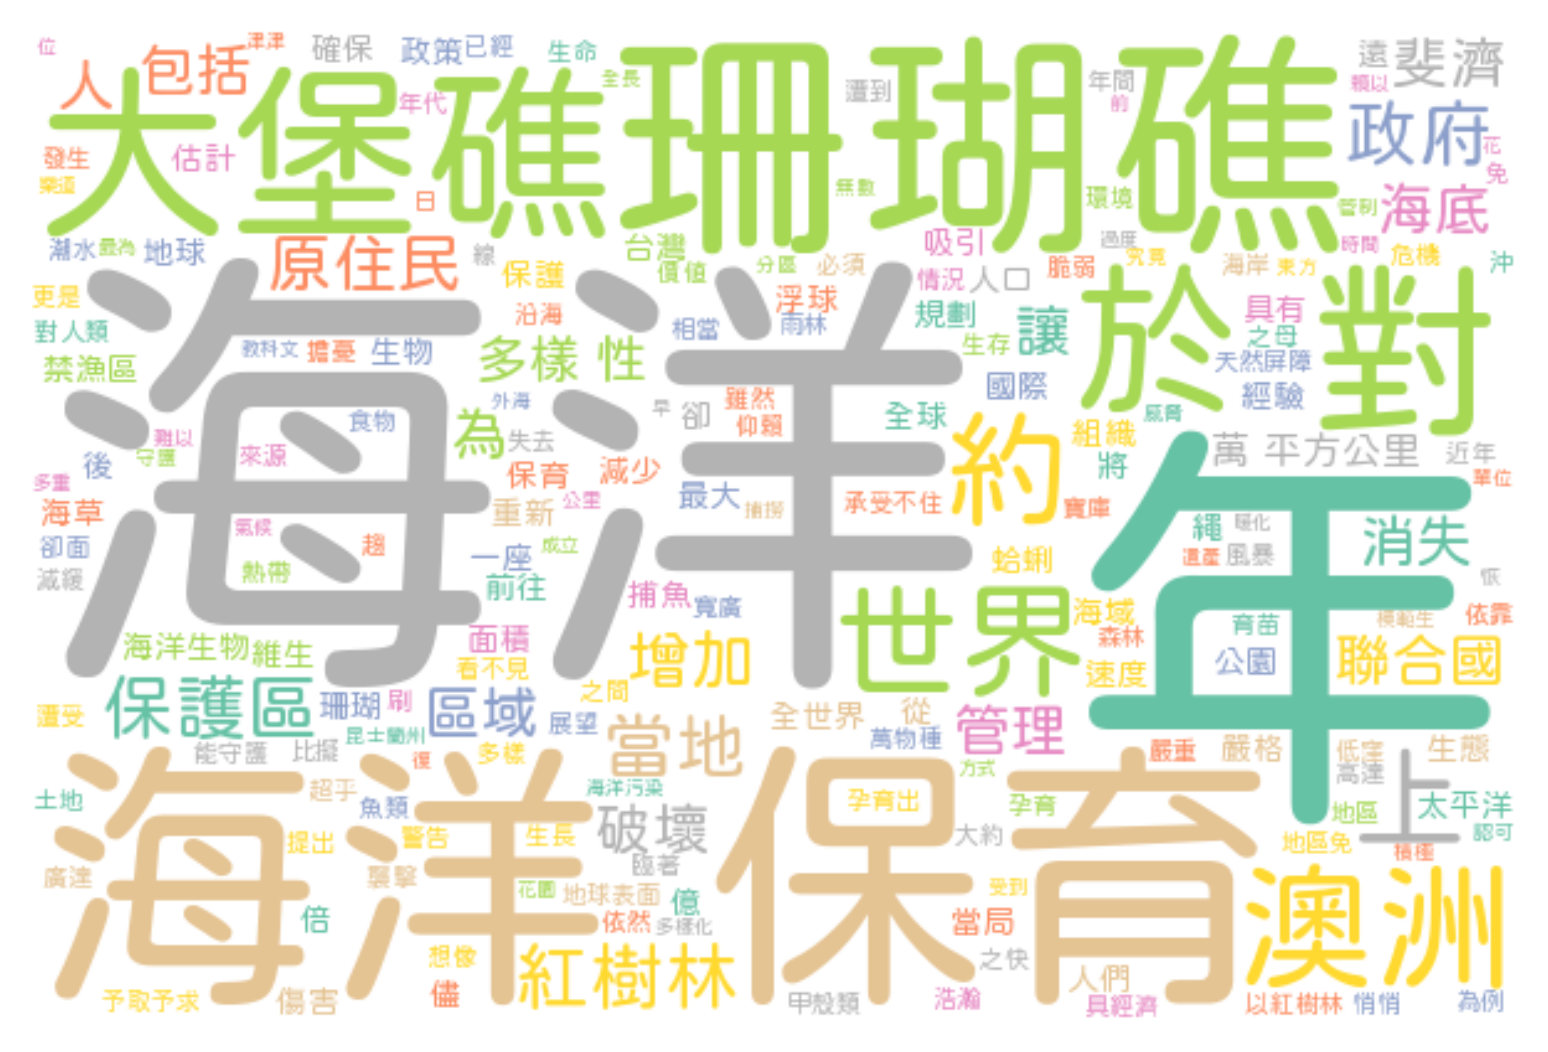 位
人
包括
津津
確保
政策
已經
生命
全長
大堡礁
珊瑚礁
年代
遭到
年間
前
遠
斐濟
賴以
政府
花
免
發生
估計
樂道
日
無數
環境
管制
海底
潮水
最為
地球
原住民
線
台灣
保護
價值
分區
必須
吸引
過度
究竟
時間
危機
沖
情況
人口
脆弱
海岸
東方
更是
對人類
禁漁區
海洋
沿海
浮球
相當
雨林
規劃
讓
於
對
具有
之母
天然屏障
教科文
擔憂
生物
多樣
性
生存
國際
經驗
食物
外海
為
失去
早
卻
雖然
仰賴
全球
威脅
約
組織
將
萬
平方公里
近年
難以
守護
後
來源
多重
海草
保育
減少
最大
捕撈
承受不住
寶庫
單位
公里
重新
氣候
卻面
趨
一座
成立
繩
暖化
遺產
風暴
消失
減緩
熱帶
前往
捕魚
寬廣
蛤蜊
年
恢
世界
海域
森林
育苗
模範生
依靠
海洋生物
維生
面積
看不見
增加
速度
公園
聯合國
保護區
珊瑚
刷
區域
之間
展望
當地
全世界
從
萬物種
管理
遭受
昆士蘭州
能守護
比擬
復
多樣
嚴重
嚴格
低窪
生態
高達
上
海洋保育
方式
土地
超乎
魚類
海洋污染
孕育出
孕育
地區
太平洋
認可
提出
警告
生長
破壞
大約
地區免
積極
臨著
廣達
襲擊
花園
地球表面
億
受到
澳洲
倍
依然
多樣化
當局
想像
紅樹林
之快
人們
予取予求
傷害
儘
甲殼類
浩瀚
具經濟
以紅樹林
悄悄
為例